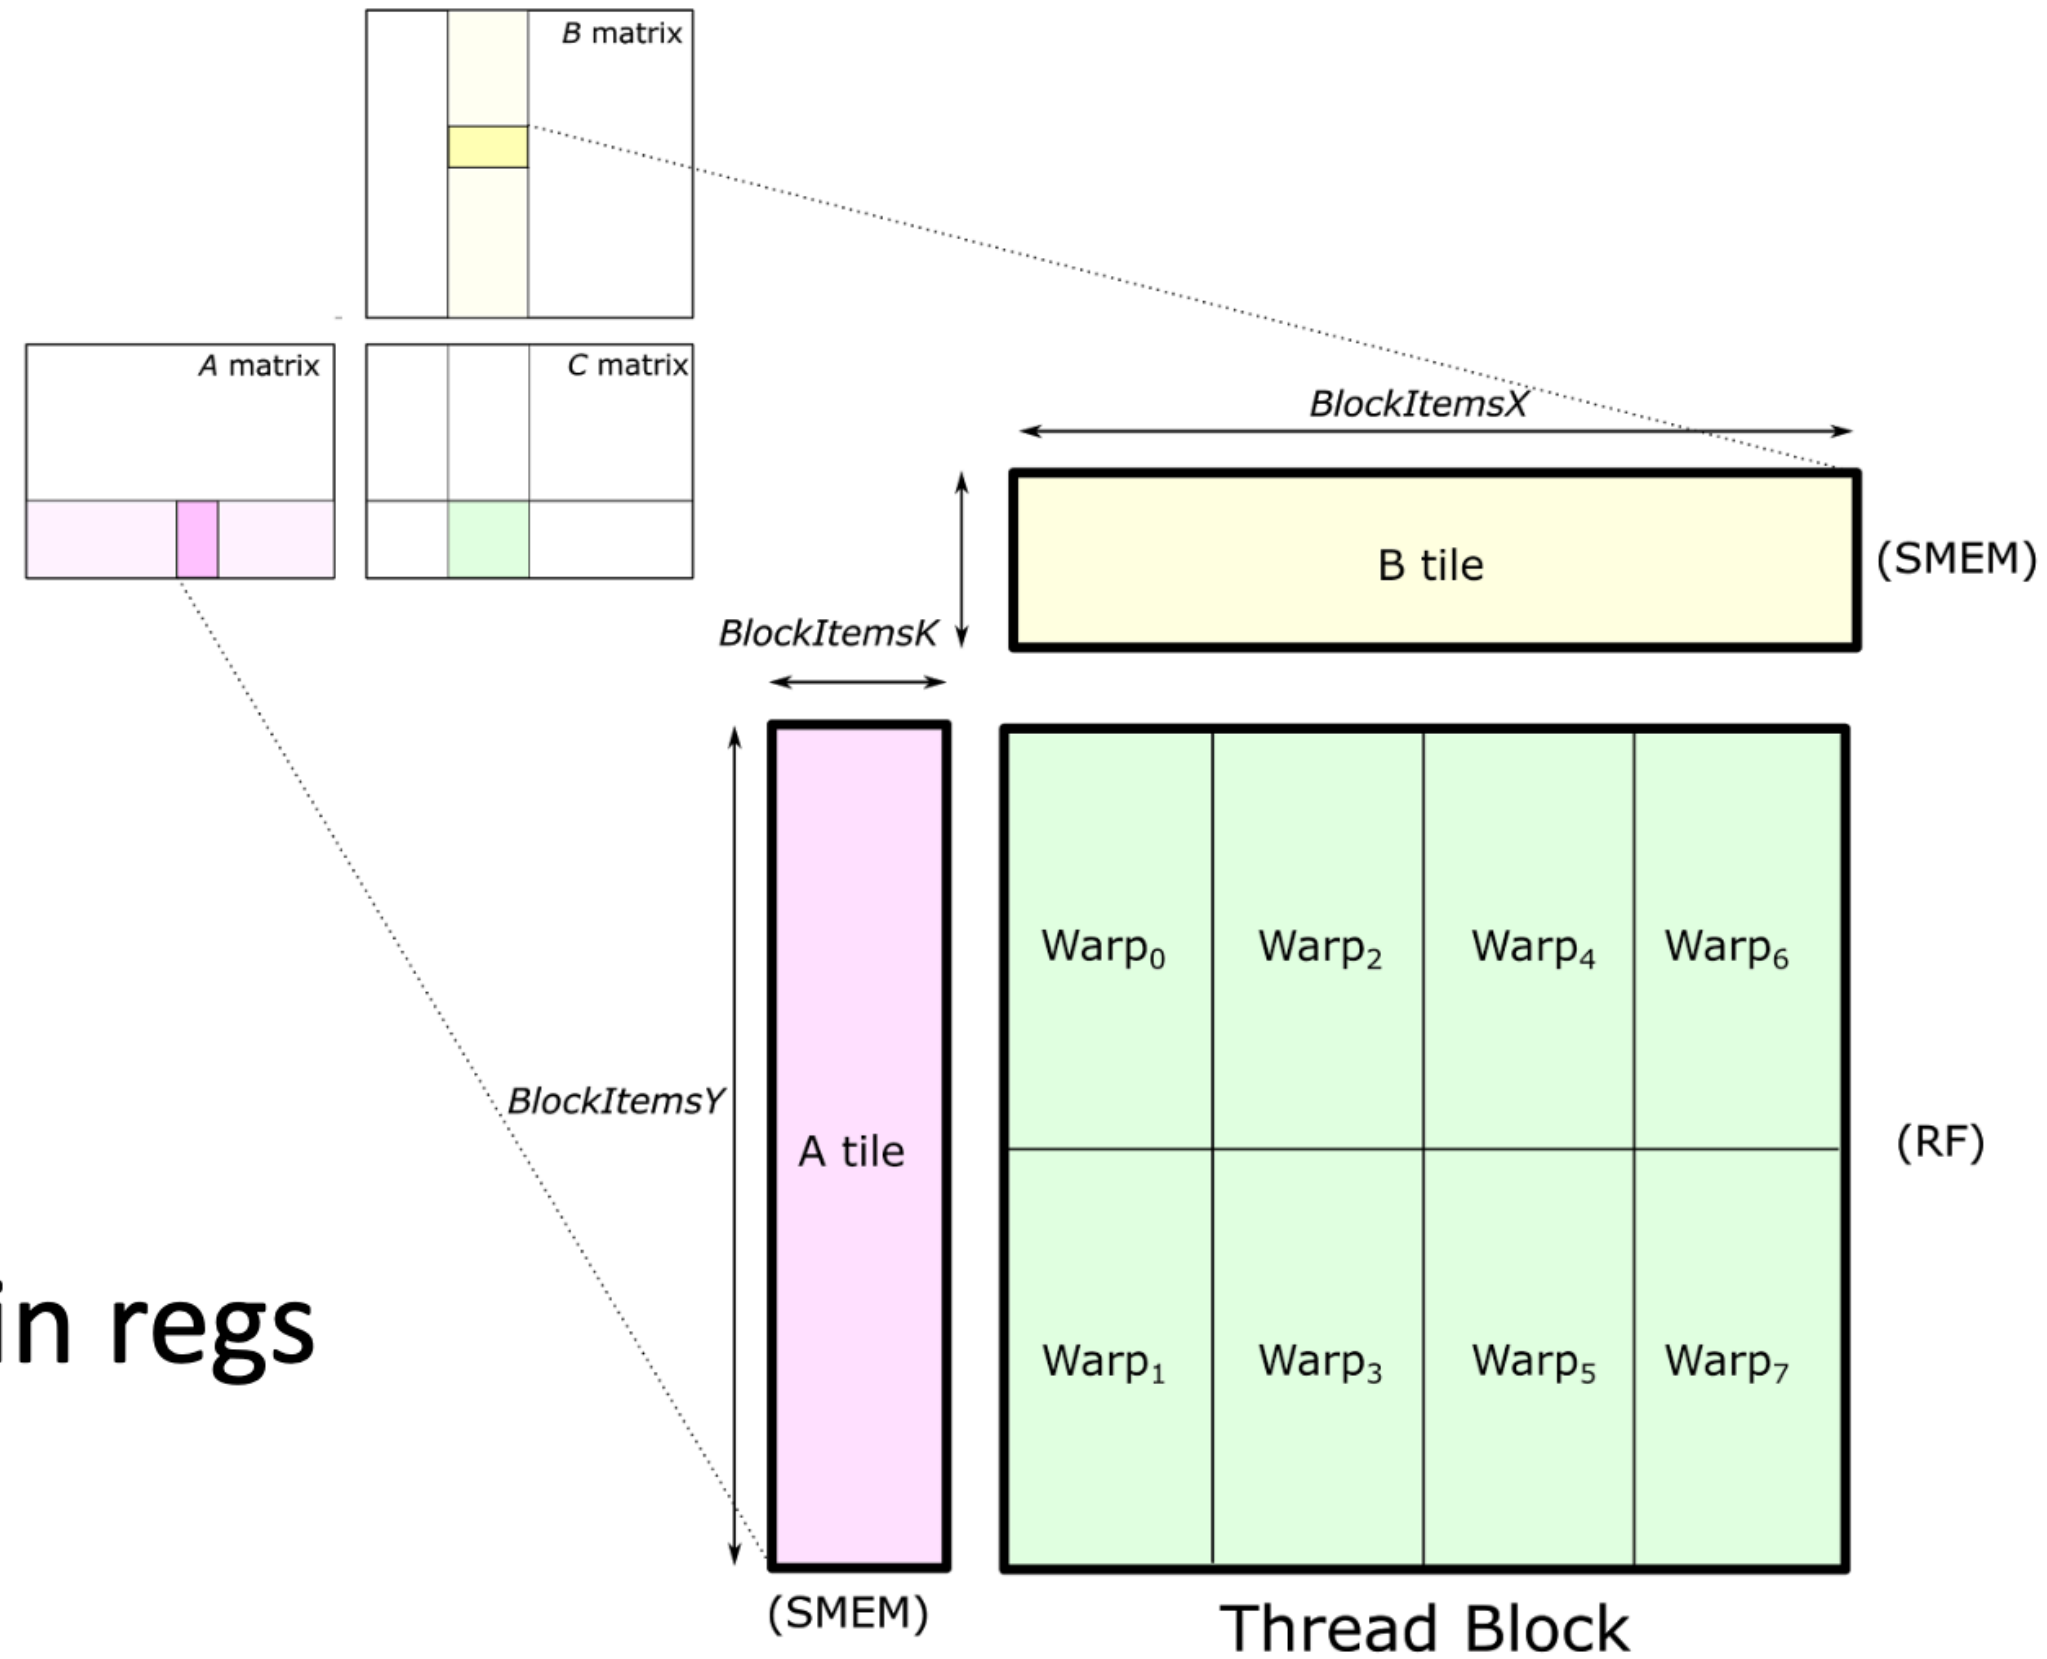 B matrix
A matrix
C matrix
BlockItemsX
B tile
(SMEM)
BlockItemsK
BlockItemsY
A tile
Warp₀ Warp₂ Warp₄ Warp₆
(RF)
in regs
Warp₁ Warp₃ Warp₅ Warp₇
(SMEM)
Thread Block